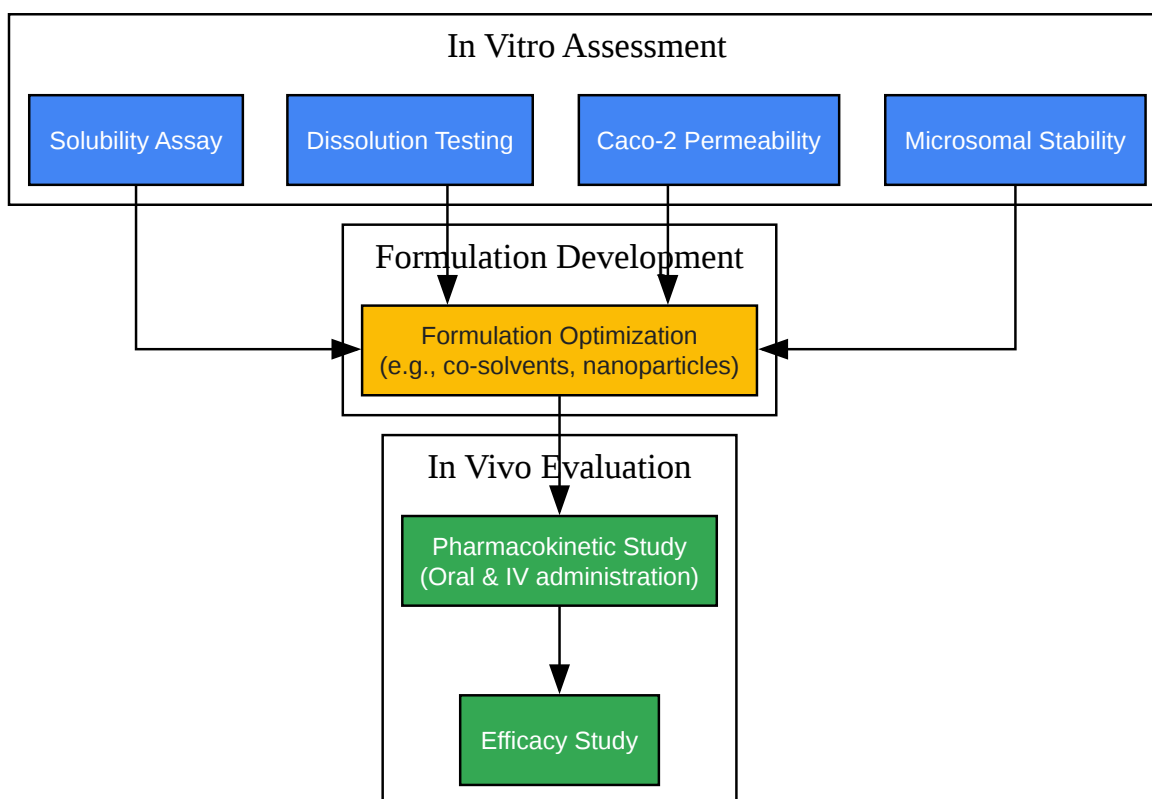 In Vitro Assessment
Solubility Assay
Dissolution Testing
Caco-2 Permeability
Microsomal Stability
Formulation Development
Formulation Optimization
(e.g., co-solvents, nanoparticles)
In Vivo Evaluation
Pharmacokinetic Study
(Oral & IV administration)
Efficacy Study